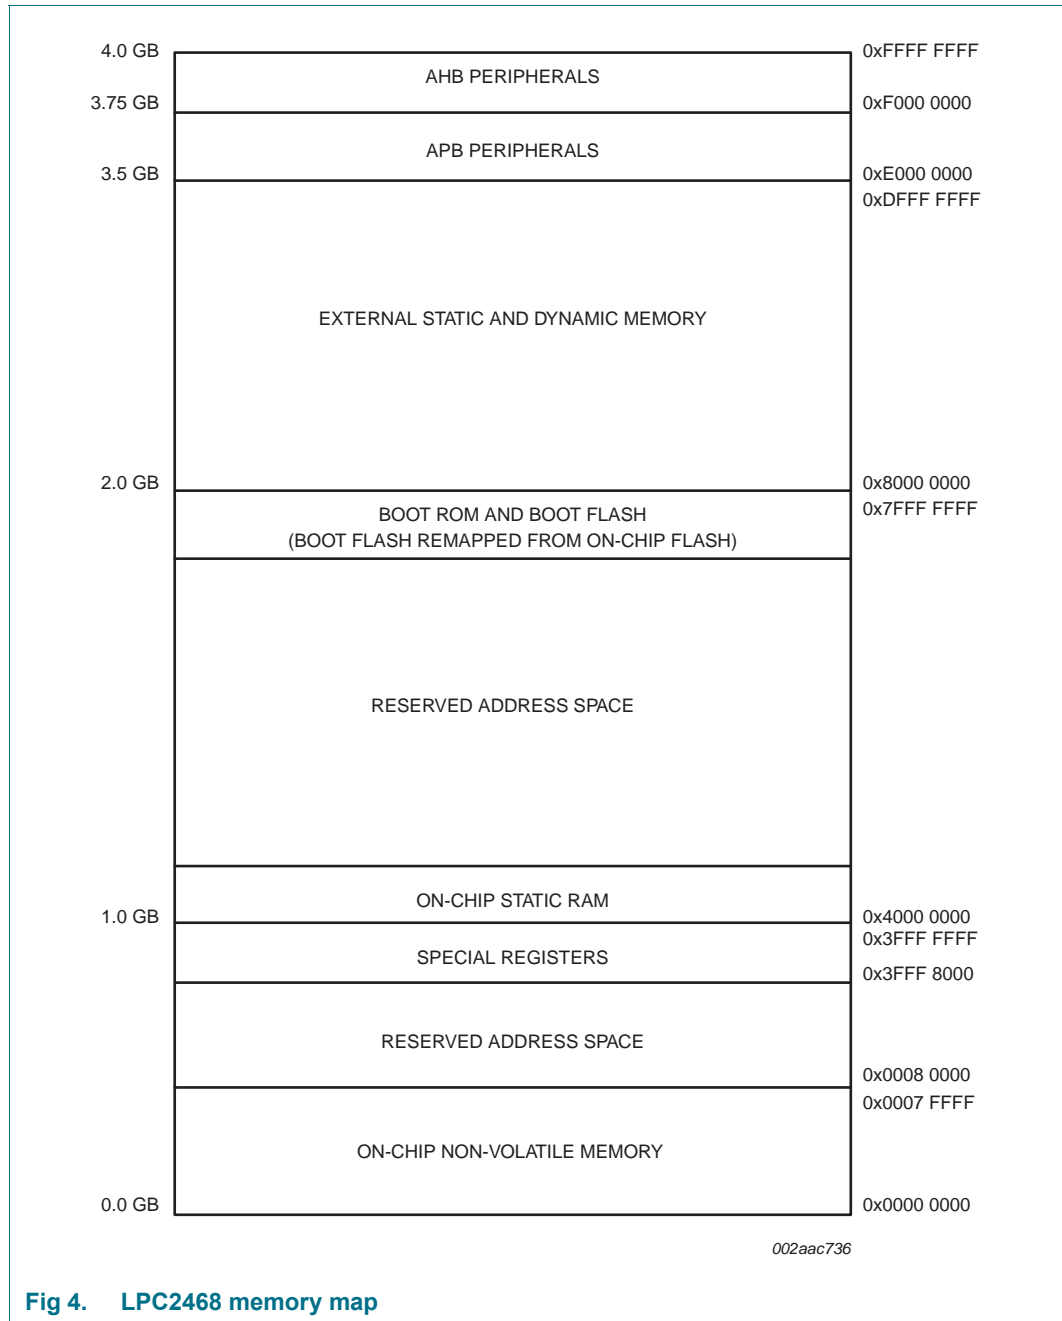 4.0 GB
0xFFFF FFFF
AHB PERIPHERALS
3.75 GB
0xF000 0000
APB PERIPHERALS
3.5 GB
0xE000 0000
0xDFFF FFFF
EXTERNAL STATIC AND DYNAMIC MEMORY
2.0 GB
0x8000 0000
0x7FFF FFFF
BOOT ROM AND BOOT FLASH
(BOOT FLASH REMAPPED FROM ON-CHIP FLASH)
RESERVED ADDRESS SPACE
ON-CHIP STATIC RAM
1.0 GB
0x4000 0000
0x3FFF FFFF
SPECIAL REGISTERS
0x3FFF 8000
RESERVED ADDRESS SPACE
0x0008 0000
0x0007 FFFF
ON-CHIP NON-VOLATILE MEMORY
0.0 GB
0x0000 0000
002aac736
Fig 4. LPC2468 memory map